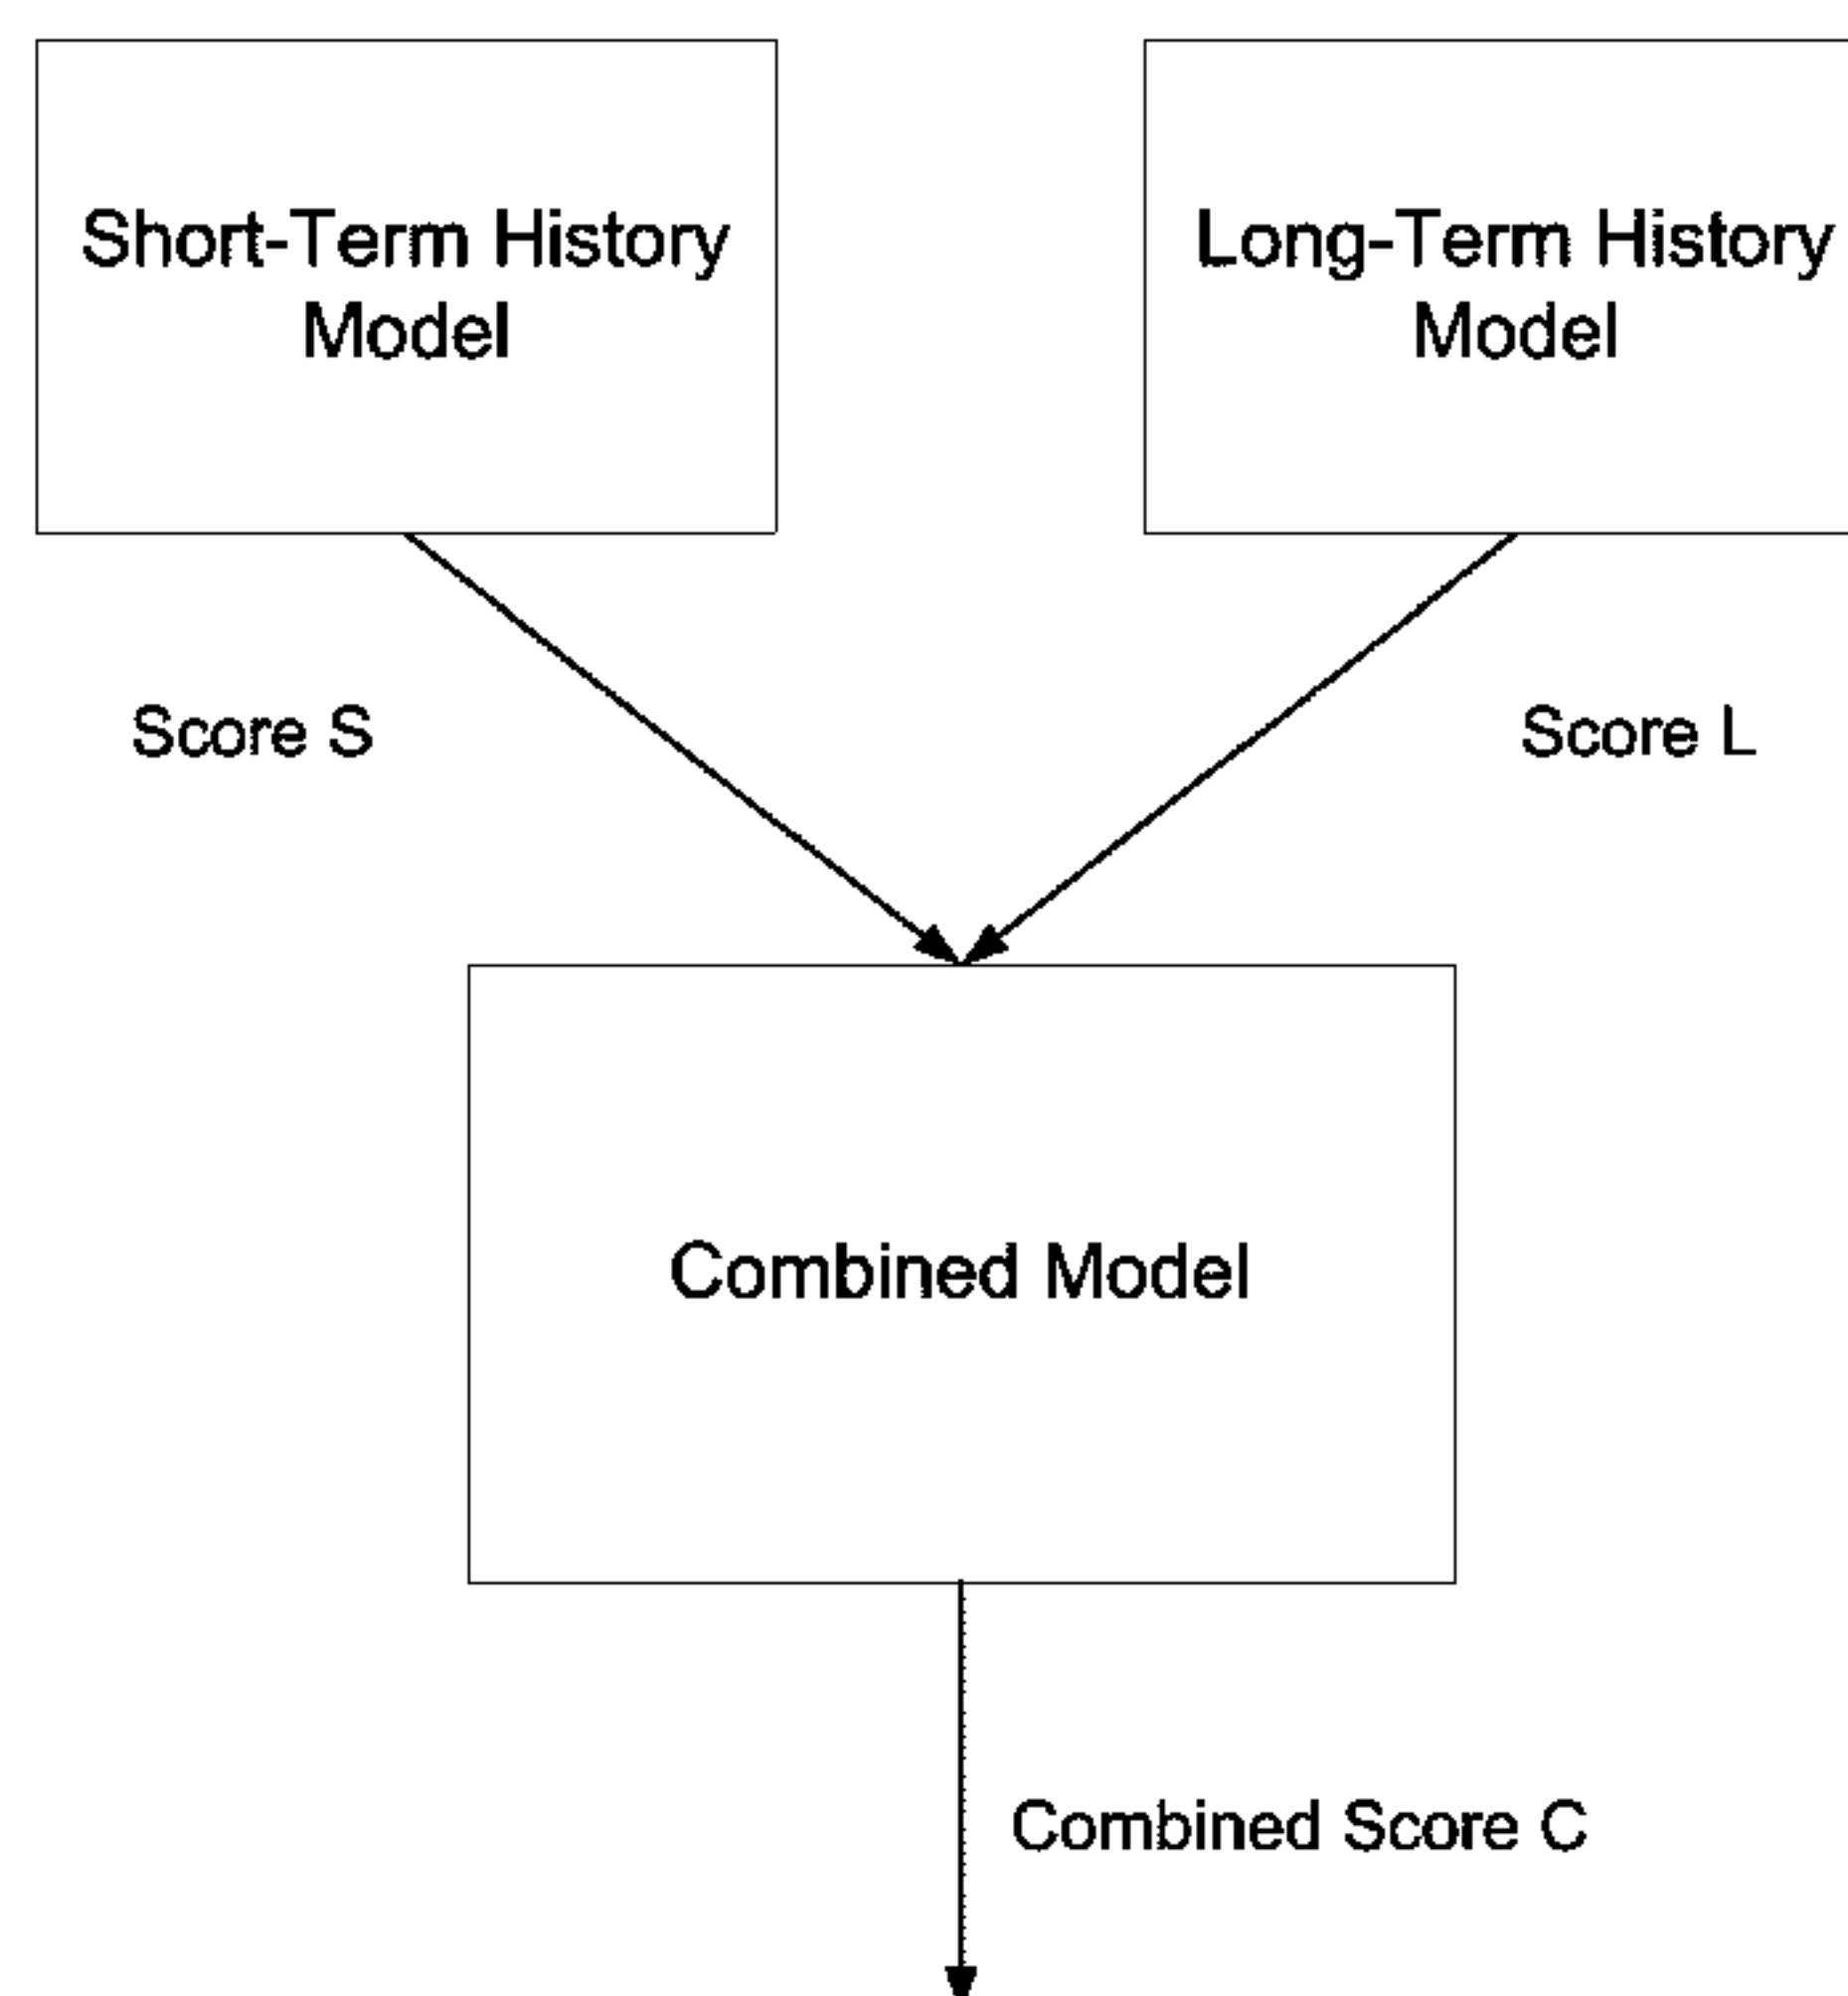 Short-Term History
Model
Long-Term History
Model
Score S
Score L
Combined Model
Combined Score C